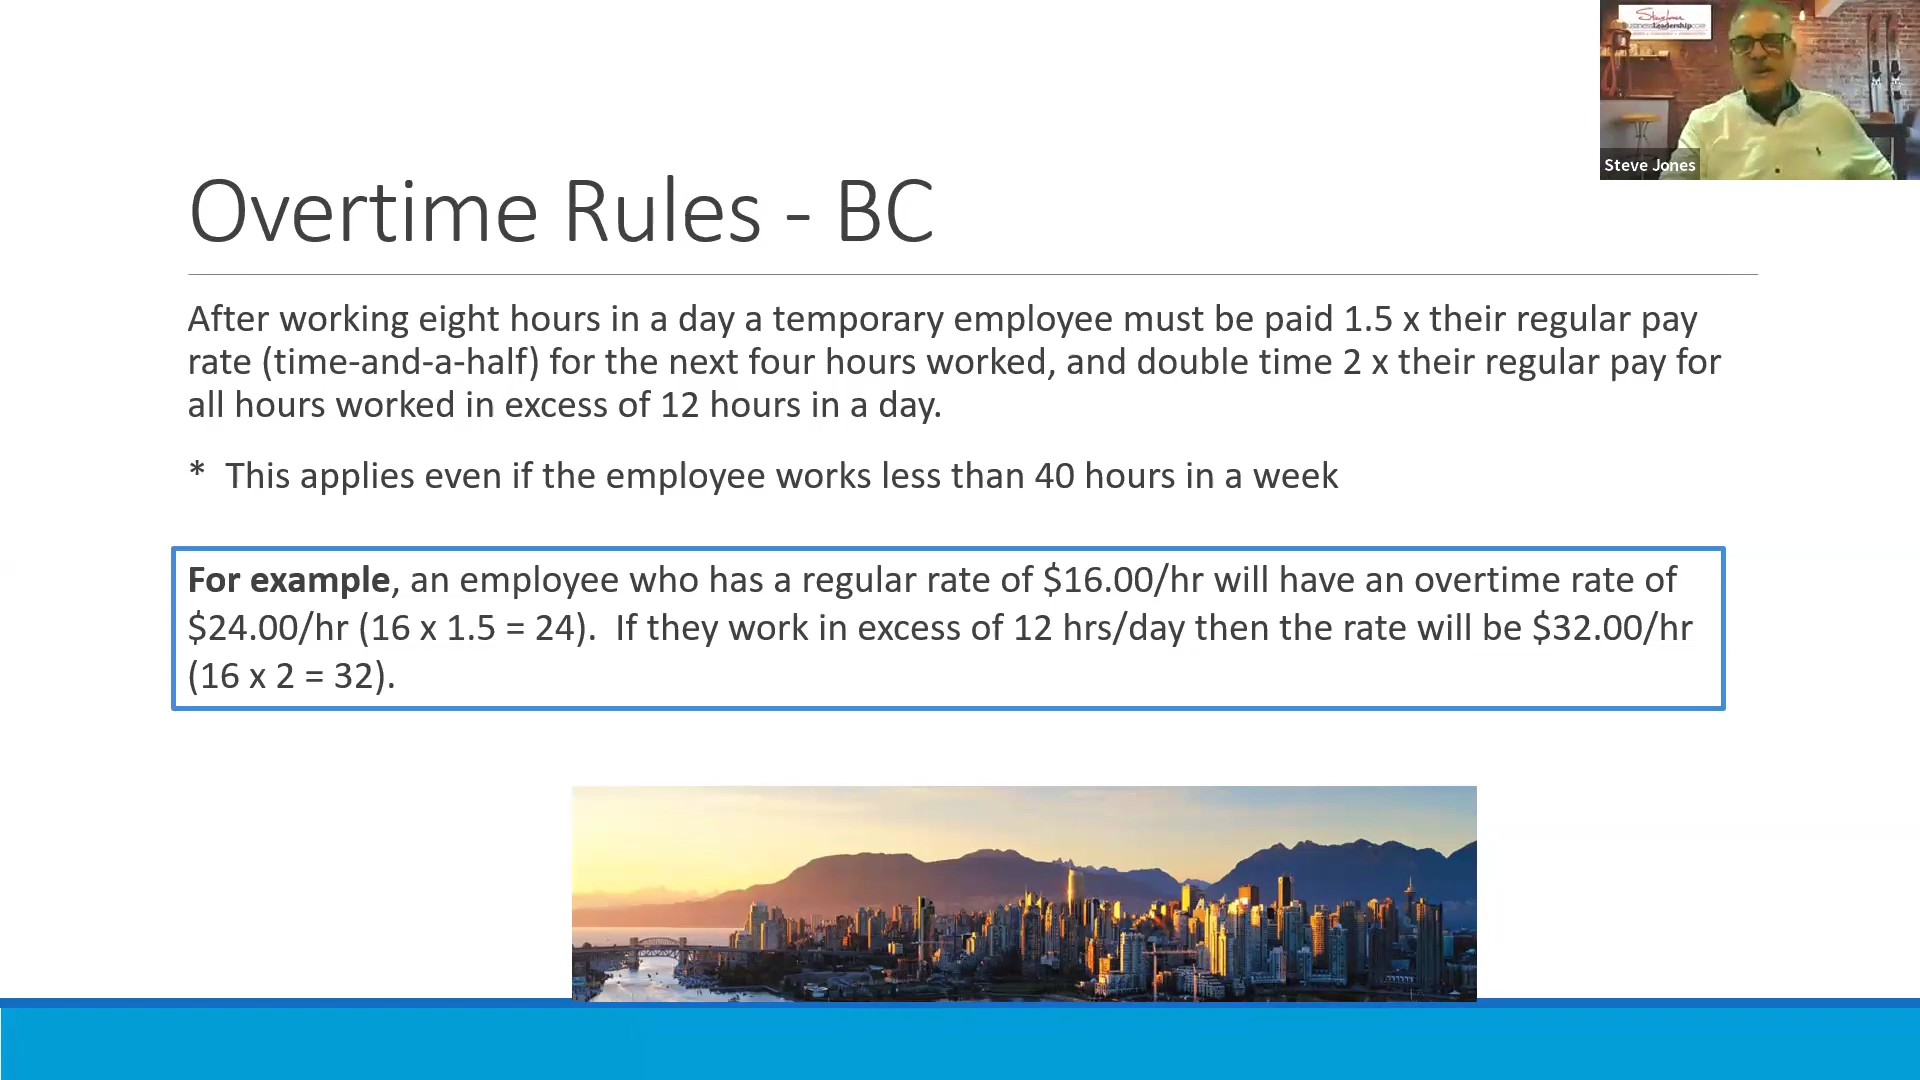 Steve Jones
Overtime Rules - BC
After working eight hours in a day a temporary employee must be paid 1.5 x their regular pay
rate (time-and-a-half) for the next four hours worked, and double time 2 x their regular pay for
all hours worked in excess of 12 hours in a day.
* This applies even if the employee works less than 40 hours in a week
For example, an employee who has a regular rate of $16.00/hr will have an overtime rate of
$24.00/hr (16 x 1.5 = 24). If they work in excess of 12 hrs/day then the rate will be $32.00/hr
(16 x 2 = 32).